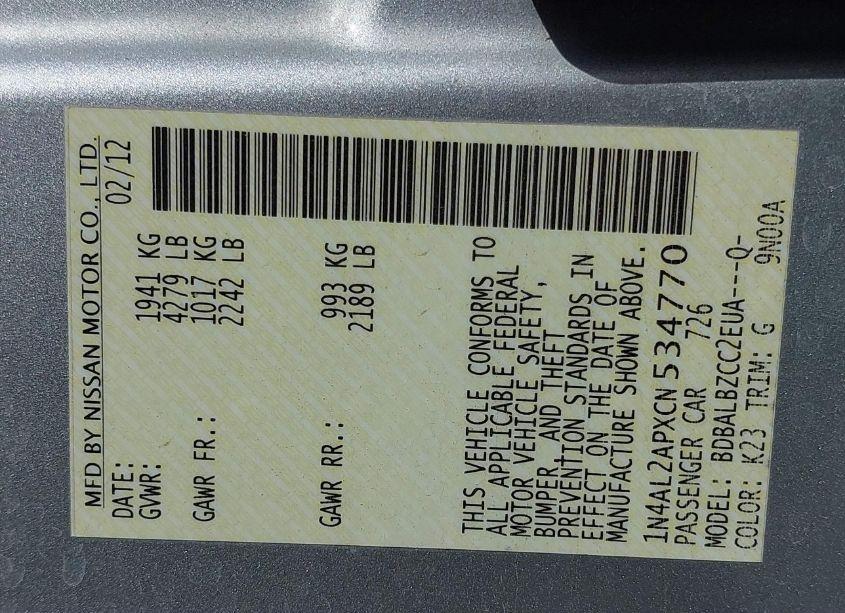 MFD BY NISSAN MOTOR CO., LTD.
DATE: 02/12
GVWR: 1941 KG
4279 LB
GAWR FR.: 1017 KG
2242 LB
GAWR RR.: 993 KG
2189 LB
THIS VEHICLE CONFORMS TO
ALL APPLICABLE FEDERAL
MOTOR VEHICLE SAFETY,
BUMPER, AND THEFT
PREVENTION STANDARDS IN
EFFECT ON THE DATE OF
MANUFACTURE SHOWN ABOVE.
1N4AL2APXCN534770
PASSENGER CAR 726
MODEL: BDBALBZCC2EUA---Q-
COLOR: K23 TRIM: G 9N00A